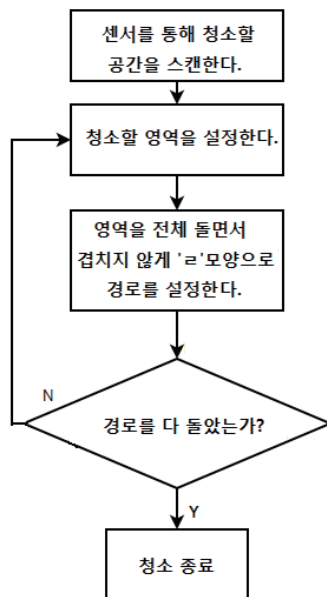 센서를 통해 청소할
공간을 스캔한다.
청소할 영역을 설정한다.
영역을 전체 돌면서
겹치지 않게 'ㄹ'모양으로
경로를 설정한다.
N
경로를 다 돌았는가?
Y
청소 종료